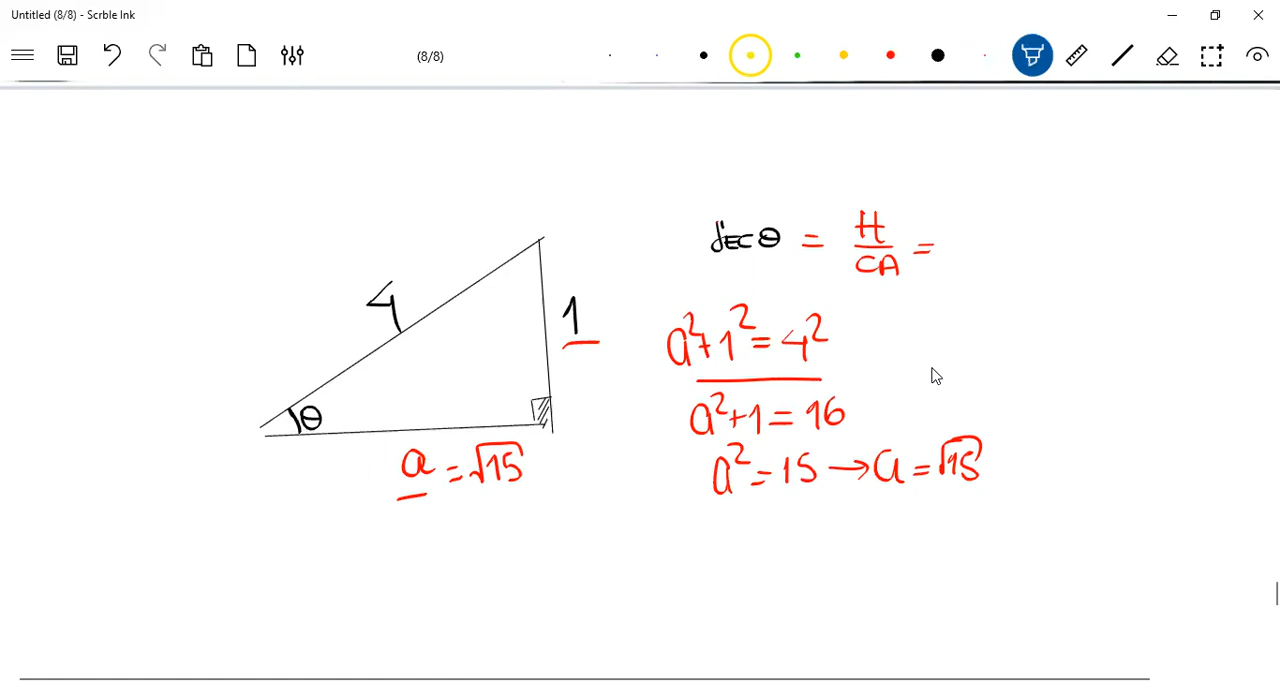 Untitled (8/8) - Scrble Ink
(8/8)
sec θ = H/CA =
4
1
a² + 1² = 4²
θ
a² + 1 = 16
a = √15
a² = 15 → a = √15